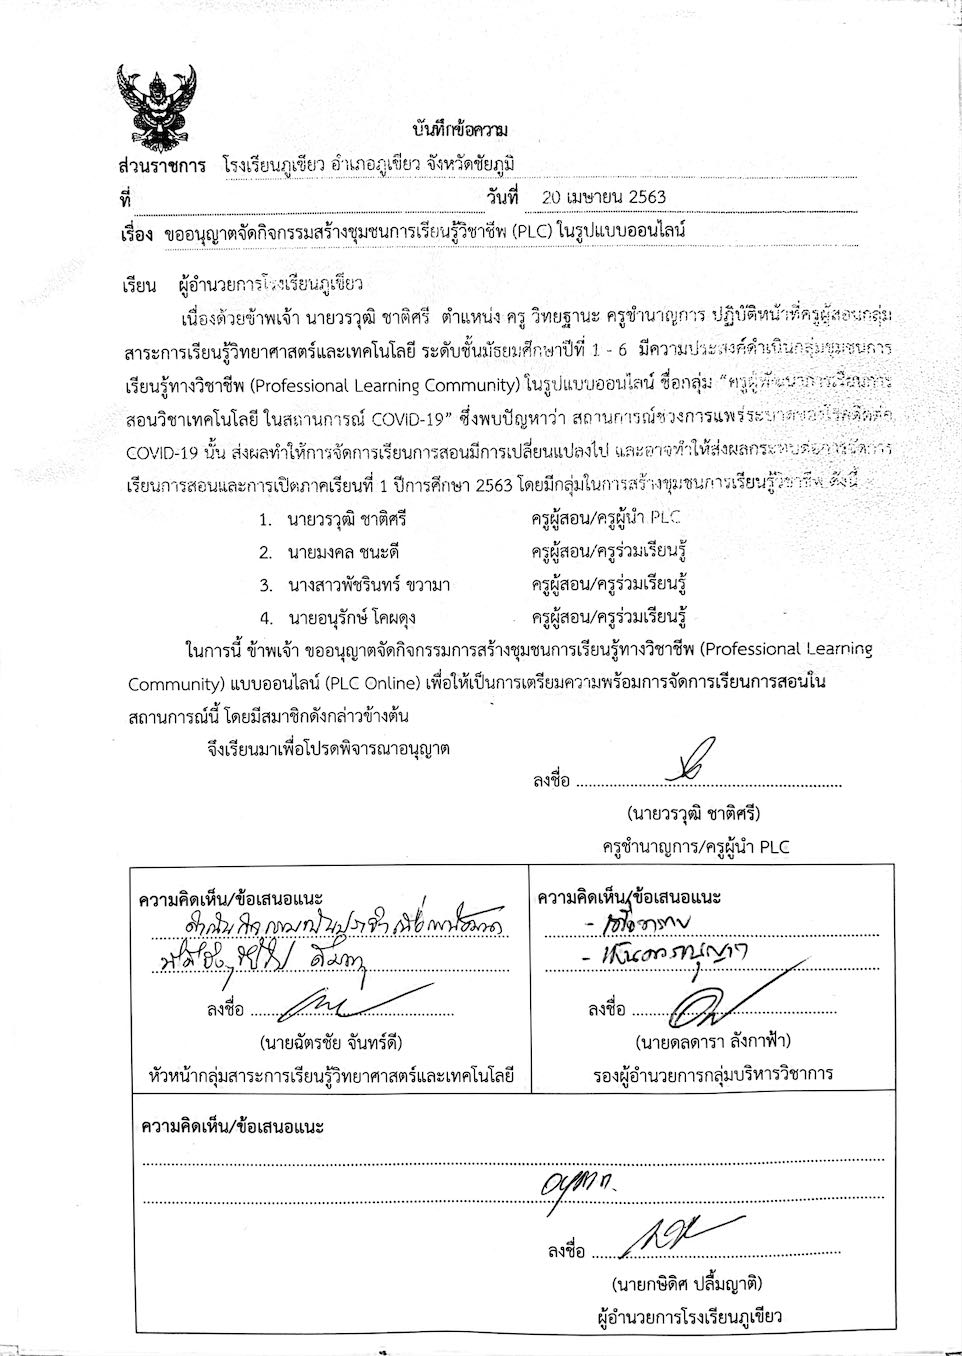 บันทึกข้อความ
ส่วนราชการ โรงเรียนภูเขียว อำเภอภูเขียว จังหวัดชัยภูมิ
ที่ วันที่ 20 เมษายน 2563
เรื่อง ขออนุญาตจัดกิจกรรมสร้างชุมชนการเรียนรู้วิชาชีพ (PLC) ในรูปแบบออนไลน์
เรียน ผู้อำนวยการโรงเรียนภูเขียว
เนื่องด้วยข้าพเจ้า นายวรวุฒิ ชาติศรี ตำแหน่ง ครู วิทยฐานะ ครูชำนาญการ ปฏิบัติหน้าที่ครูผู้สอนกลุ่ม
สาระการเรียนรู้วิทยาศาสตร์และเทคโนโลยี ระดับชั้นมัธยมศึกษาปีที่ 1 - 6 มีความประสงค์ดำเนินกลุ่มชุมชนการ
เรียนรู้ทางวิชาชีพ (Professional Learning Community) ในรูปแบบออนไลน์ ชื่อกลุ่ม “ครูผู้พัฒนาการเรียนการ
สอนวิชาเทคโนโลยี ในสถานการณ์ COViD-19” ซึ่งพบปัญหาว่า สถานการณ์ช่วงการแพร่ระบาดของโรคติดต่อ
COVID-19 นั้น ส่งผลทำให้การจัดการเรียนการสอนมีการเปลี่ยนแปลงไป และอาจทำให้ส่งผลกระทบต่อการจัดการ
เรียนการสอนและการเปิดภาคเรียนที่ 1 ปีการศึกษา 2563 โดยมีกลุ่มในการสร้างชุมชนการเรียนรู้วิชาชีพ ดังนี้
1. นายวรวุฒิ ชาติศรี ครูผู้สอน/ครูผู้นำ PLC
2. นายมงคล ชนะดี ครูผู้สอน/ครูร่วมเรียนรู้
3. นางสาวพัชรินทร์ ขวามา ครูผู้สอน/ครูร่วมเรียนรู้
4. นายอนุรักษ์ โคผดุง ครูผู้สอน/ครูร่วมเรียนรู้
ในการนี้ ข้าพเจ้า ขออนุญาตจัดกิจกรรมการสร้างชุมชนการเรียนรู้ทางวิชาชีพ (Professional Learning
Community) แบบออนไลน์ (PLC Online) เพื่อให้เป็นการเตรียมความพร้อมการจัดการเรียนการสอนใน
สถานการณ์นี้ โดยมีสมาชิกดังกล่าวข้างต้น
จึงเรียนมาเพื่อโปรดพิจารณาอนุญาต
ลงชื่อ
(นายวรวุฒิ ชาติศรี)
ครูชำนาญการ/ครูผู้นำ PLC
ความคิดเห็น/ข้อเสนอแนะ
ลงชื่อ
(นายฉัตรชัย จันทร์ดี)
หัวหน้ากลุ่มสาระการเรียนรู้วิทยาศาสตร์และเทคโนโลยี
ความคิดเห็น/ข้อเสนอแนะ
- เพื่อทราบ
- เห็นควรอนุญาต
ลงชื่อ
(นายดลดารา ลังกาฟ้า)
รองผู้อำนวยการกลุ่มบริหารวิชาการ
ความคิดเห็น/ข้อเสนอแนะ
ลงชื่อ
(นายกษิดิศ ปลื้มญาติ)
ผู้อำนวยการโรงเรียนภูเขียว